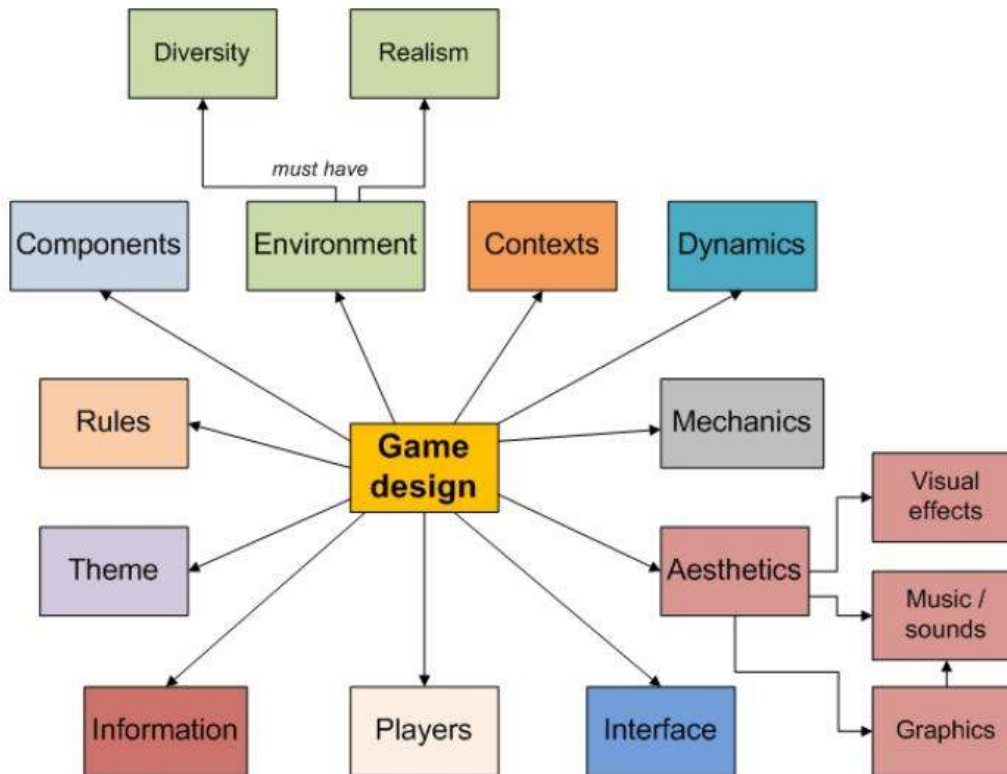 Diversity
Realism
must have
Components
Environment
Contexts
Dynamics
Rules
Game
design
Mechanics
Visual
effects
Theme
Aesthetics
Music /
sounds
Information
Players
Interface
Graphics